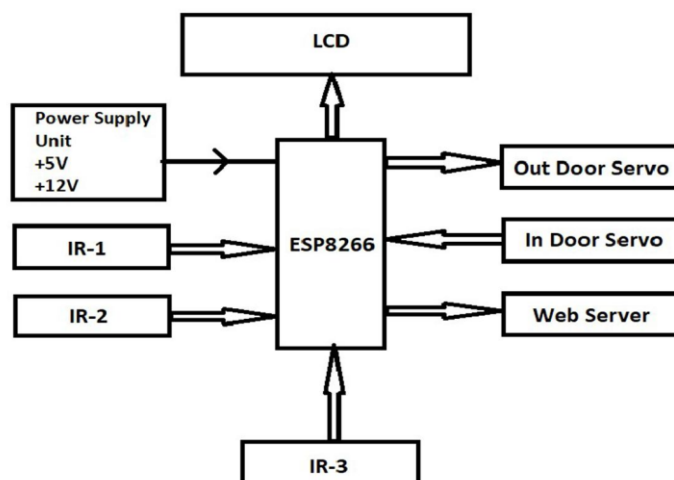 LCD
Power Supply
Unit
+5V
+12V
Out Door Servo
IR-1
ESP8266
In Door Servo
IR-2
Web Server
IR-3